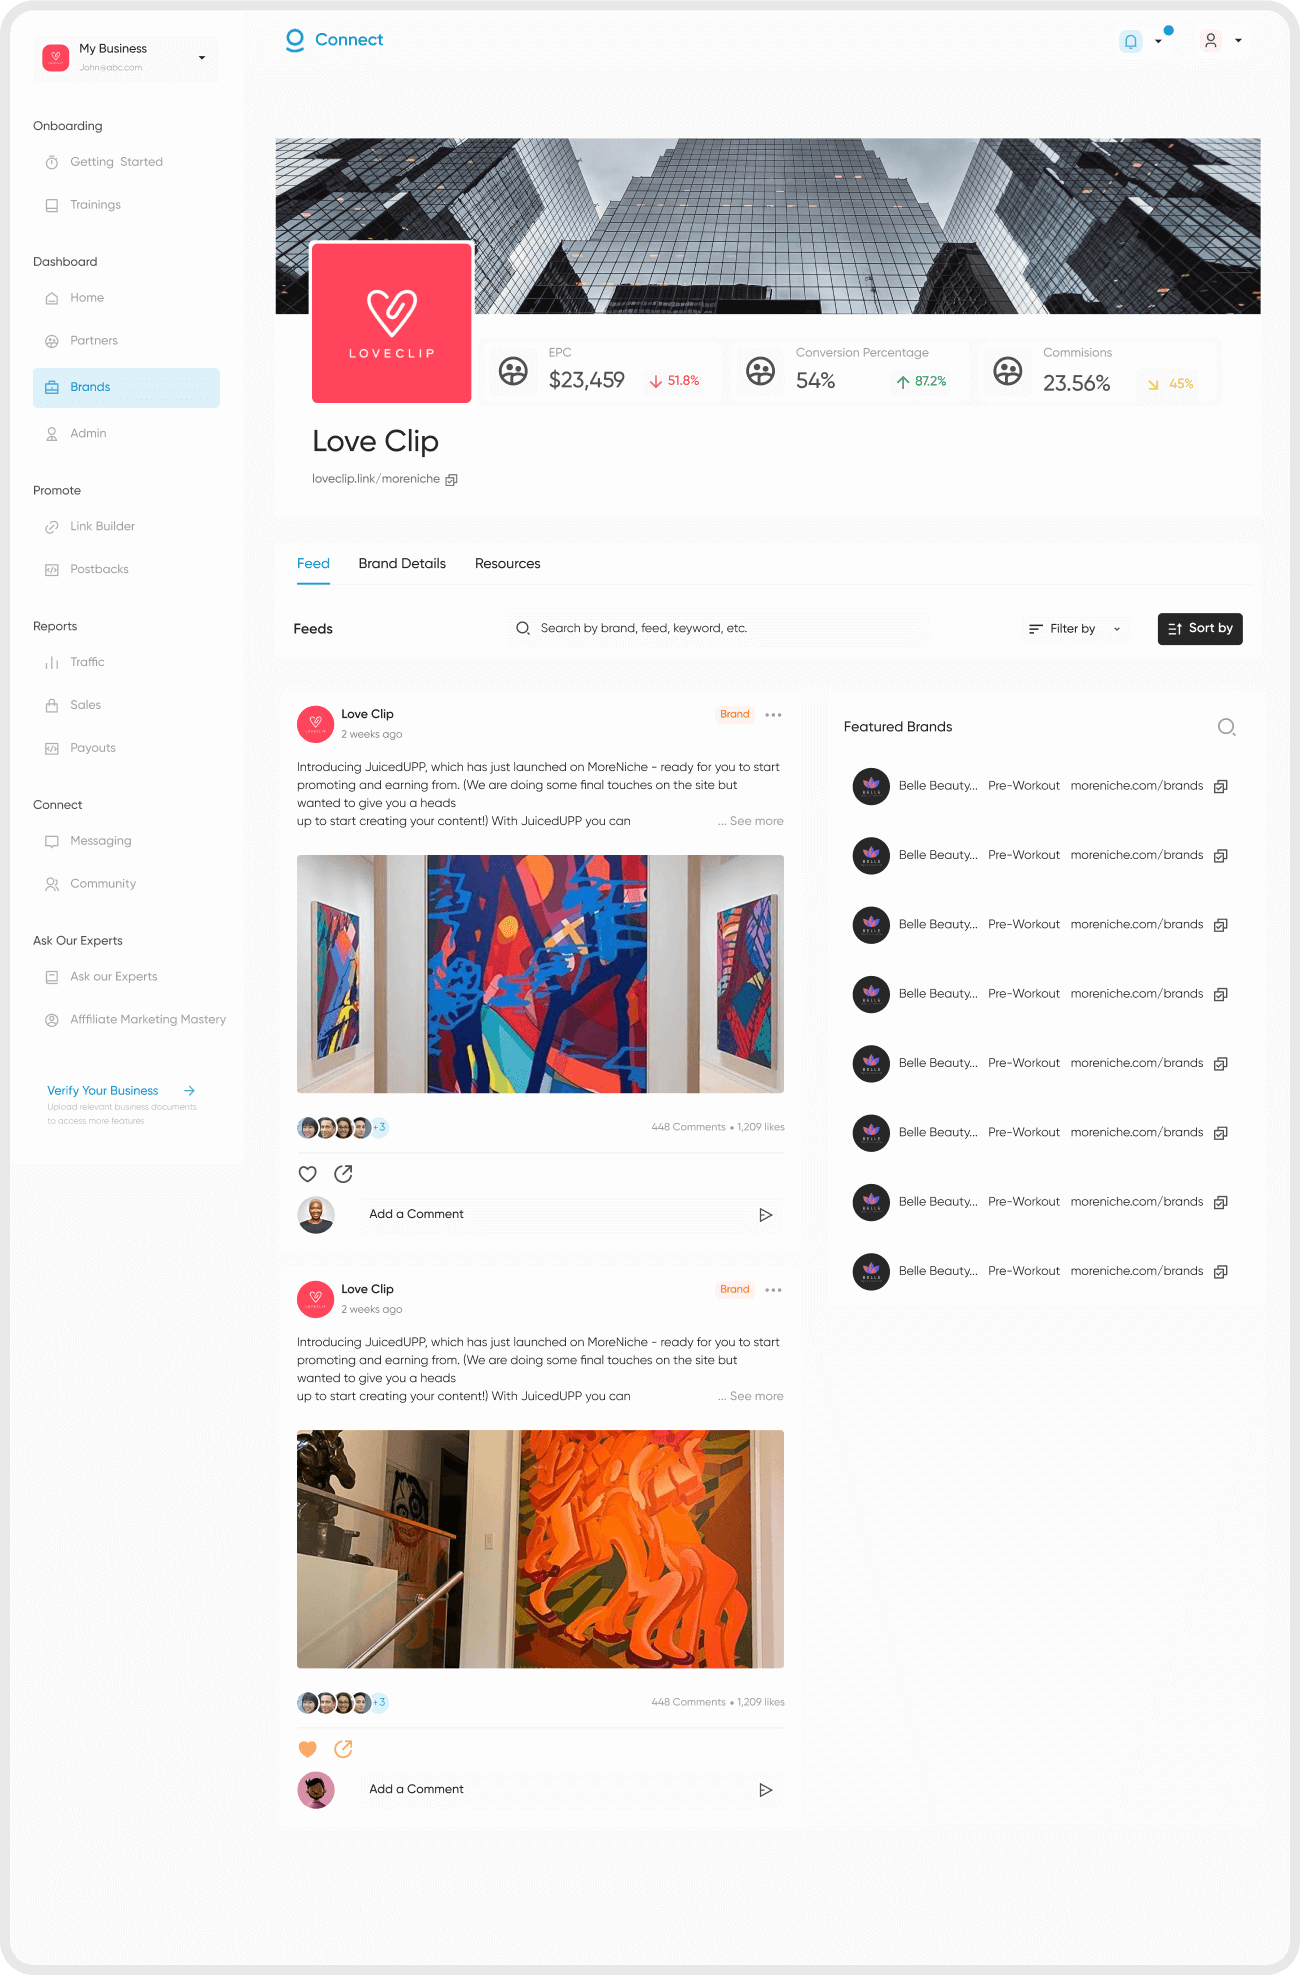 My Business
John@abc.com
Onboarding
Getting Started
Trainings
Dashboard
Home
Partners
Brands
Admin
Promote
Link Builder
Postbacks
Reports
Traffic
Sales
Payouts
Connect
Messaging
Community
Ask Our Experts
Ask our Experts
Afffiliate Marketing Mastery
Verify Your Business
Upload relevant business documents
to access more features
Connect
LOVECLIP
EPC
$23,459
51.8%
Conversion Percentage
54%
87.2%
Commisions
23.56%
45%
Love Clip
loveclip.link/moreniche
Feed
Brand Details
Resources
Feeds
Search by brand, feed, keyword, etc.
Filter by
Sort by
Love Clip
2 weeks ago
Brand
Introducing JuicedUPP, which has just launched on MoreNiche - ready for you to start
promoting and earning from. (We are doing some final touches on the site but
wanted to give you a heads
up to start creating your content!) With JuicedUPP you can
... See more
+3
448 Comments • 1,209 likes
Add a Comment
Love Clip
2 weeks ago
Brand
Introducing JuicedUPP, which has just launched on MoreNiche - ready for you to start
promoting and earning from. (We are doing some final touches on the site but
wanted to give you a heads
up to start creating your content!) With JuicedUPP you can
... See more
+3
448 Comments • 1,209 likes
Add a Comment
Featured Brands
BELLE
Belle Beauty... Pre-Workout moreniche.com/brands
BELLE
Belle Beauty... Pre-Workout moreniche.com/brands
BELLE
Belle Beauty... Pre-Workout moreniche.com/brands
BELLE
Belle Beauty... Pre-Workout moreniche.com/brands
BELLE
Belle Beauty... Pre-Workout moreniche.com/brands
BELLE
Belle Beauty... Pre-Workout moreniche.com/brands
BELLE
Belle Beauty... Pre-Workout moreniche.com/brands
BELLE
Belle Beauty... Pre-Workout moreniche.com/brands